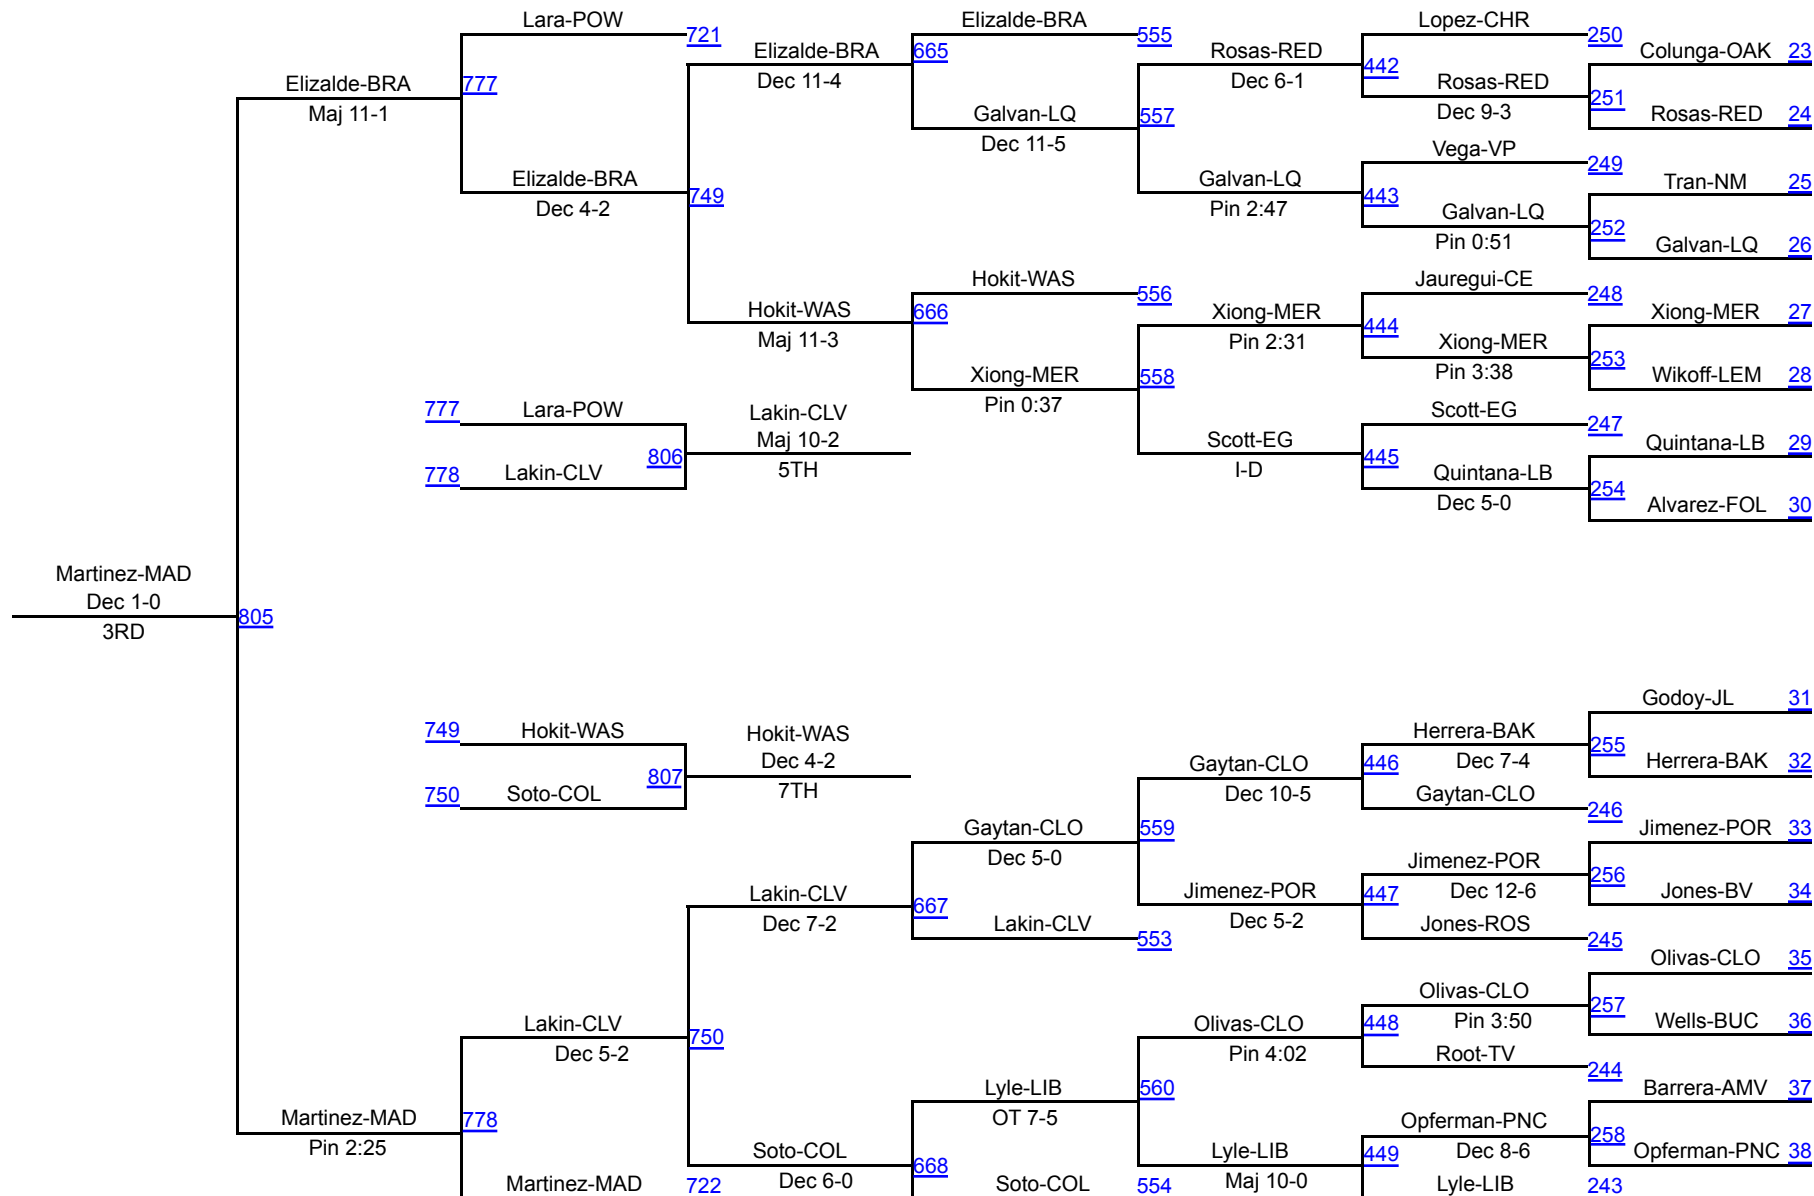 Lara-POW
Elizalde-BRA
Lopez-CHR
721
555
250
Elizalde-BRA
665
Rosas-RED
442
Colunga-OAK 23
Elizalde-BRA
777
Dec 11-4
Dec 6-1
Rosas-RED
251
Maj 11-1
Galvan-LQ
557
Dec 9-3
Rosas-RED 24
Dec 11-5
Vega-VP
249
Elizalde-BRA
749
Galvan-LQ
443
Tran-NM 25
Dec 4-2
Pin 2:47
Galvan-LQ
252
Pin 0:51
Galvan-LQ 26
Hokit-WAS
556
Jauregui-CE
248
Hokit-WAS
666
Xiong-MER
444
Xiong-MER 27
Maj 11-3
Pin 2:31
Xiong-MER
253
Xiong-MER
558
Pin 3:38
Wikoff-LEM 28
Pin 0:37
777
Lara-POW
Lakin-CLV
Scott-EG
247
Maj 10-2
Scott-EG
445
Quintana-LB 29
806
5TH
I-D
778
Lakin-CLV
Quintana-LB
254
Dec 5-0
Alvarez-FOL 30
Martinez-MAD
Dec 1-0
805
3RD
Godoy-JL 31
749
Hokit-WAS
Hokit-WAS
Herrera-BAK
255
Dec 4-2
Gaytan-CLO
446
Dec 7-4
Herrera-BAK 32
807
7TH
Dec 10-5
750
Soto-COL
Gaytan-CLO
246
Gaytan-CLO
559
Jimenez-POR 33
Dec 5-0
Jimenez-POR
256
Lakin-CLV
667
Jimenez-POR
447
Dec 12-6
Jones-BV 34
Dec 7-2
Lakin-CLV
553
Dec 5-2
Jones-ROS
245
Olivas-CLO 35
Olivas-CLO
257
Lakin-CLV
750
Olivas-CLO
448
Pin 3:50
Wells-BUC 36
Dec 5-2
Pin 4:02
Root-TV
244
Lyle-LIB
560
Barrera-AMV 37
Martinez-MAD
778
OT 7-5
Opferman-PNC
258
Pin 2:25
Soto-COL
668
Lyle-LIB
449
Dec 8-6
Opferman-PNC 38
Martinez-MAD
722
Dec 6-0
Soto-COL
554
Maj 10-0
Lyle-LIB
243